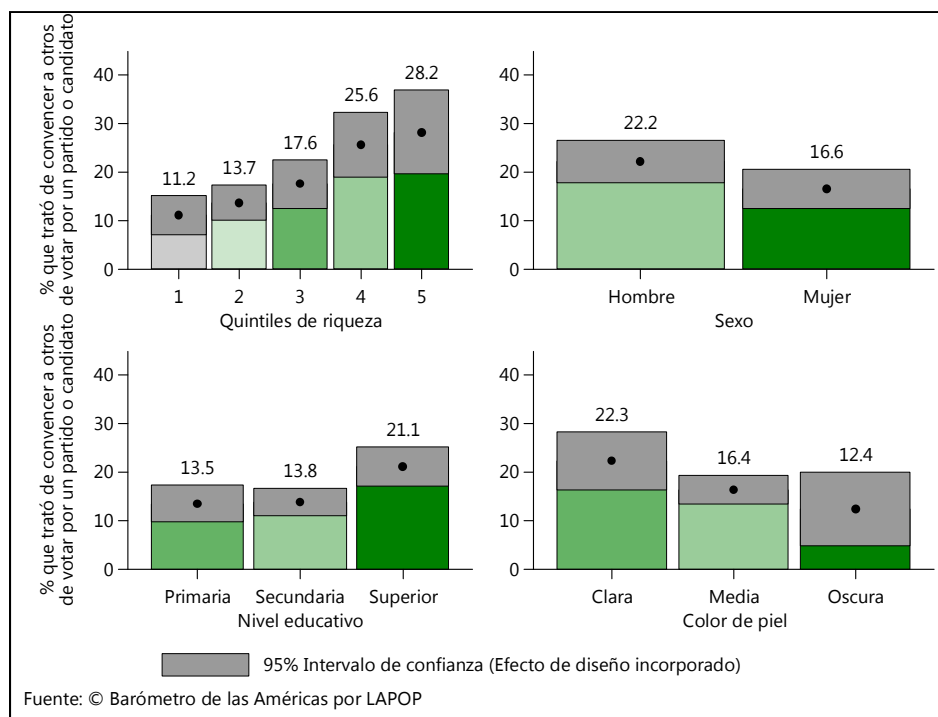 % que trató de convencer a otros
de votar por un partido o candidato
40
30
20
10
0
11.2
13.7
17.6
25.6
28.2
1 2 3 4 5
Quintiles de riqueza
40
30
20
10
0
22.2
16.6
Hombre Mujer
Sexo
% que trató de convencer a otros
de votar por un partido o candidato
40
30
20
10
0
13.5
13.8
21.1
Primaria Secundaria Superior
Nivel educativo
40
30
20
10
0
22.3
16.4
12.4
Clara Media Oscura
Color de piel
95% Intervalo de confianza (Efecto de diseño incorporado)
Fuente: © Barómetro de las Américas por LAPOP